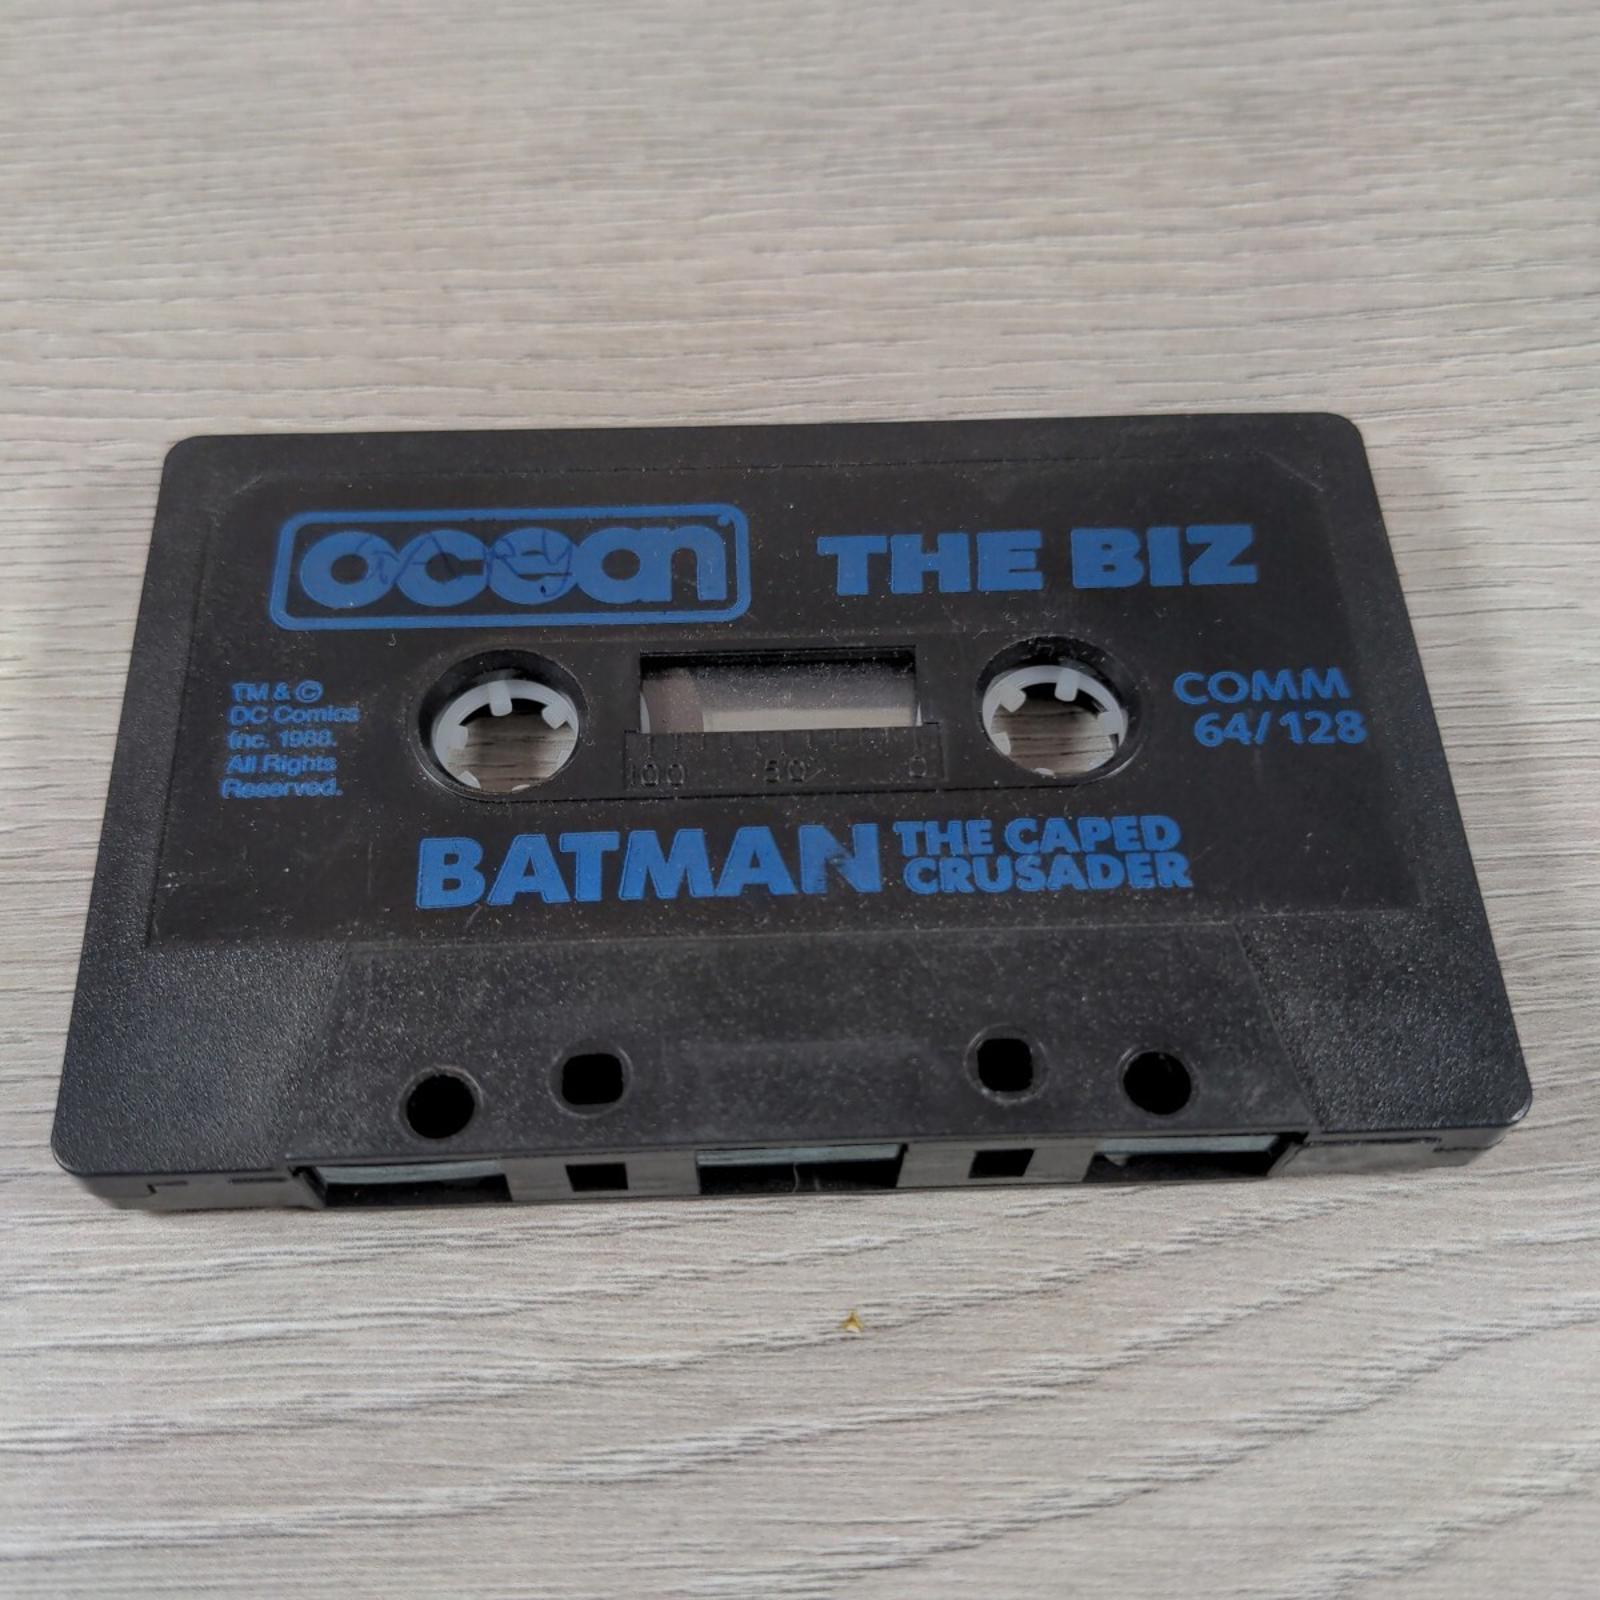 ocean
GARY
THE BIZ
TM & ©
DC Comics
Inc. 1988.
All Rights
Reserved.
COMM
64/128
100 50 0
BATMAN THE CAPED
CRUSADER